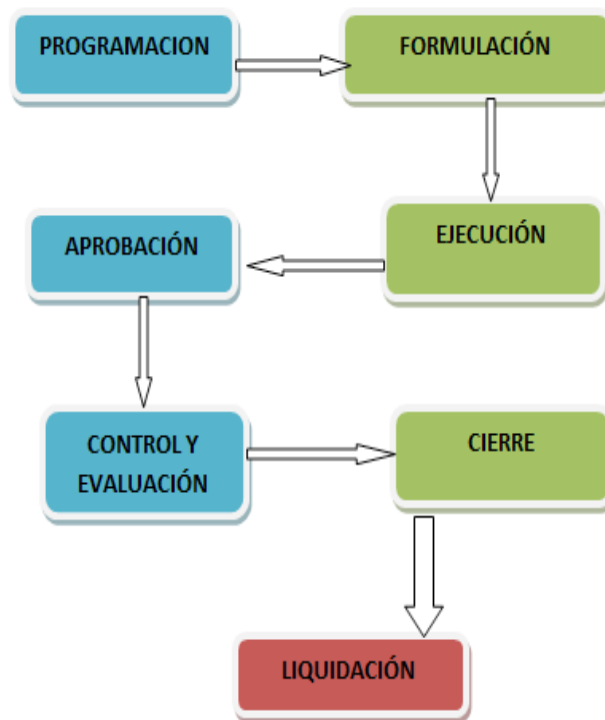 PROGRAMACION
FORMULACIÓN
EJECUCIÓN
APROBACIÓN
CONTROL Y
EVALUACIÓN
CIERRE
LIQUIDACIÓN